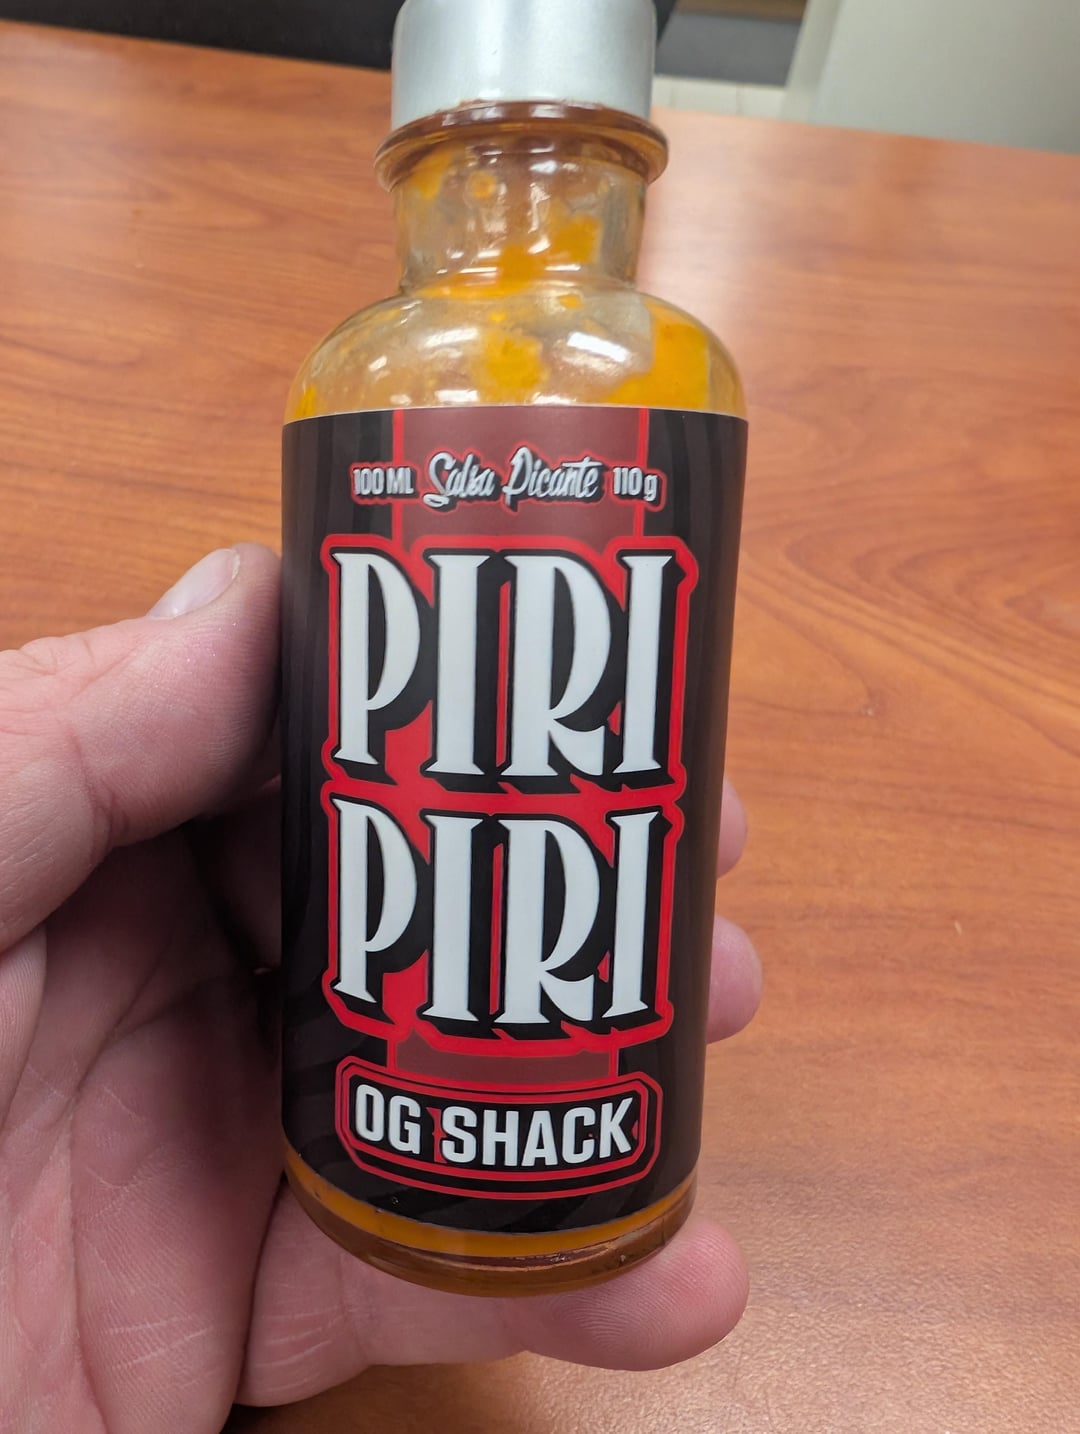 100 ML Salsa Picante 110 g
PIRI
PIRI
OG SHACK